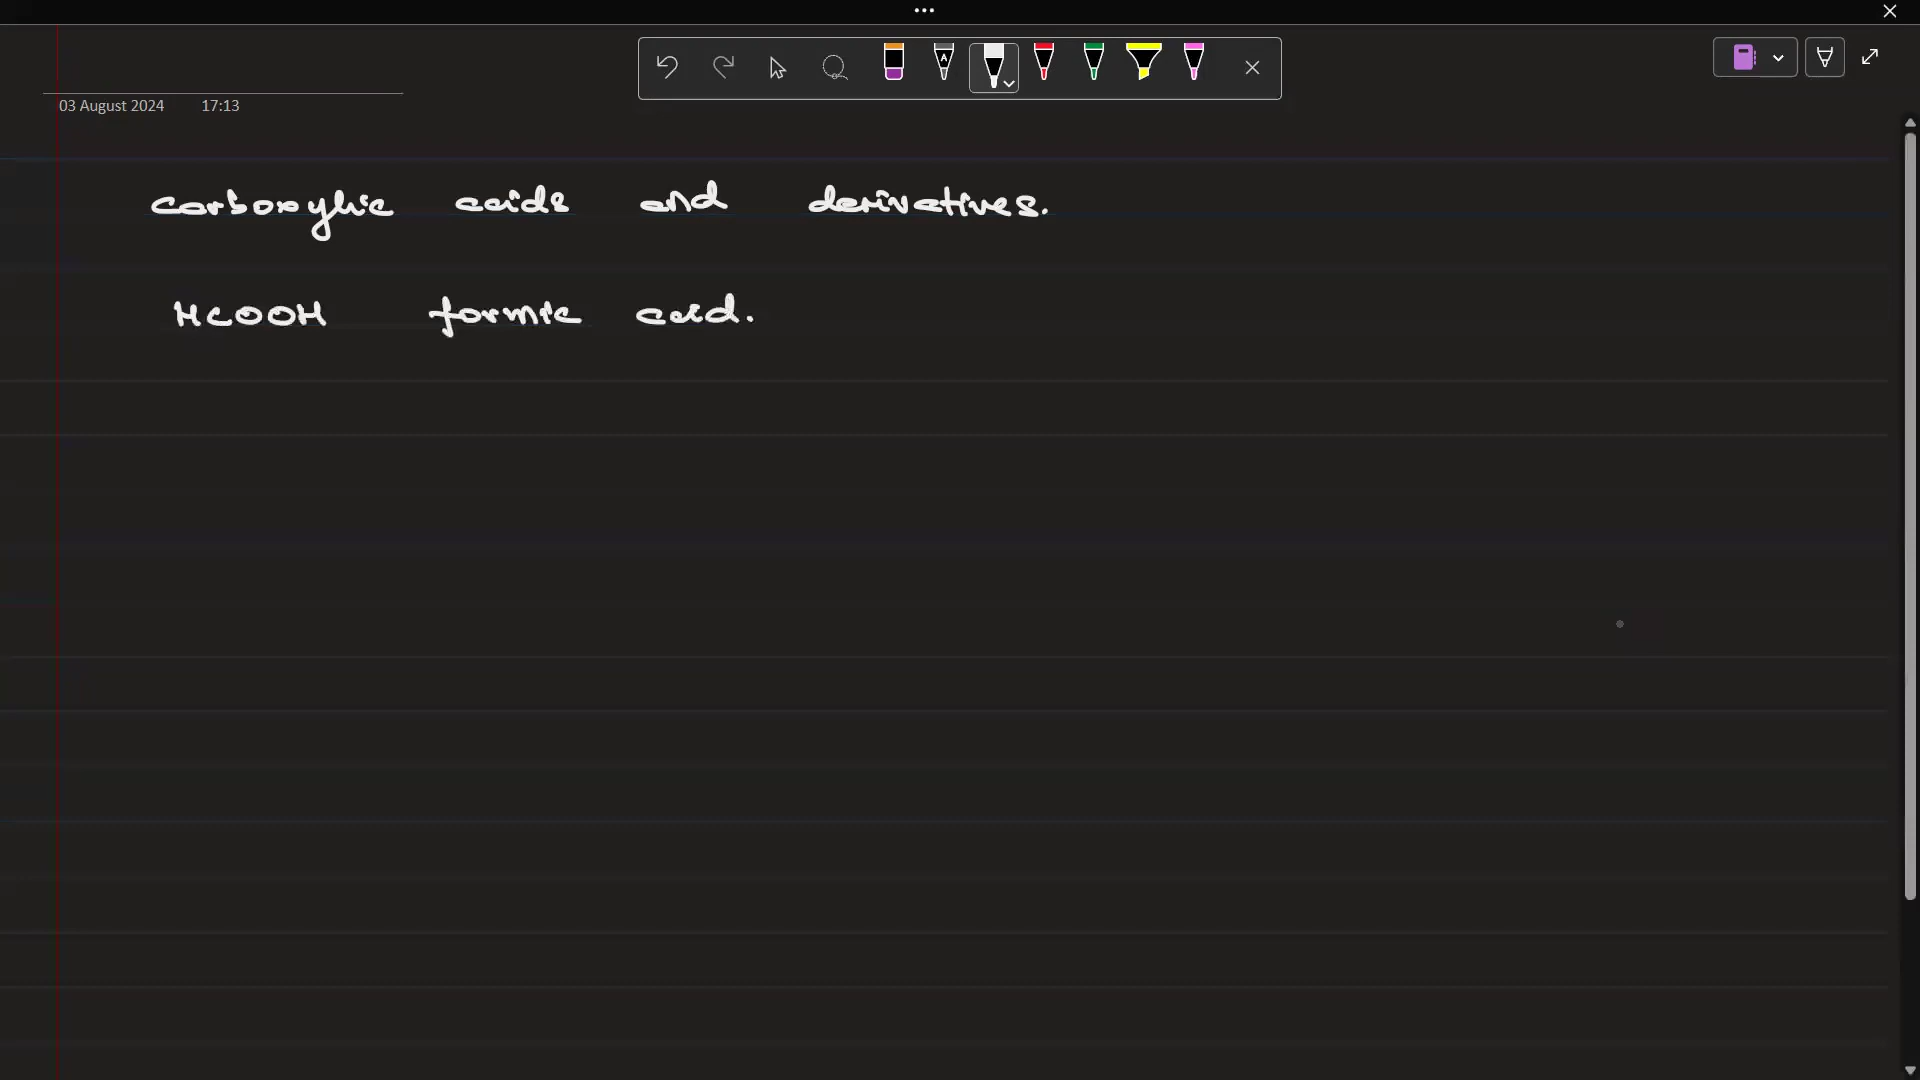 03 August 2024 17:13
carboxylic acids and derivatives.
HCOOH formic acid.